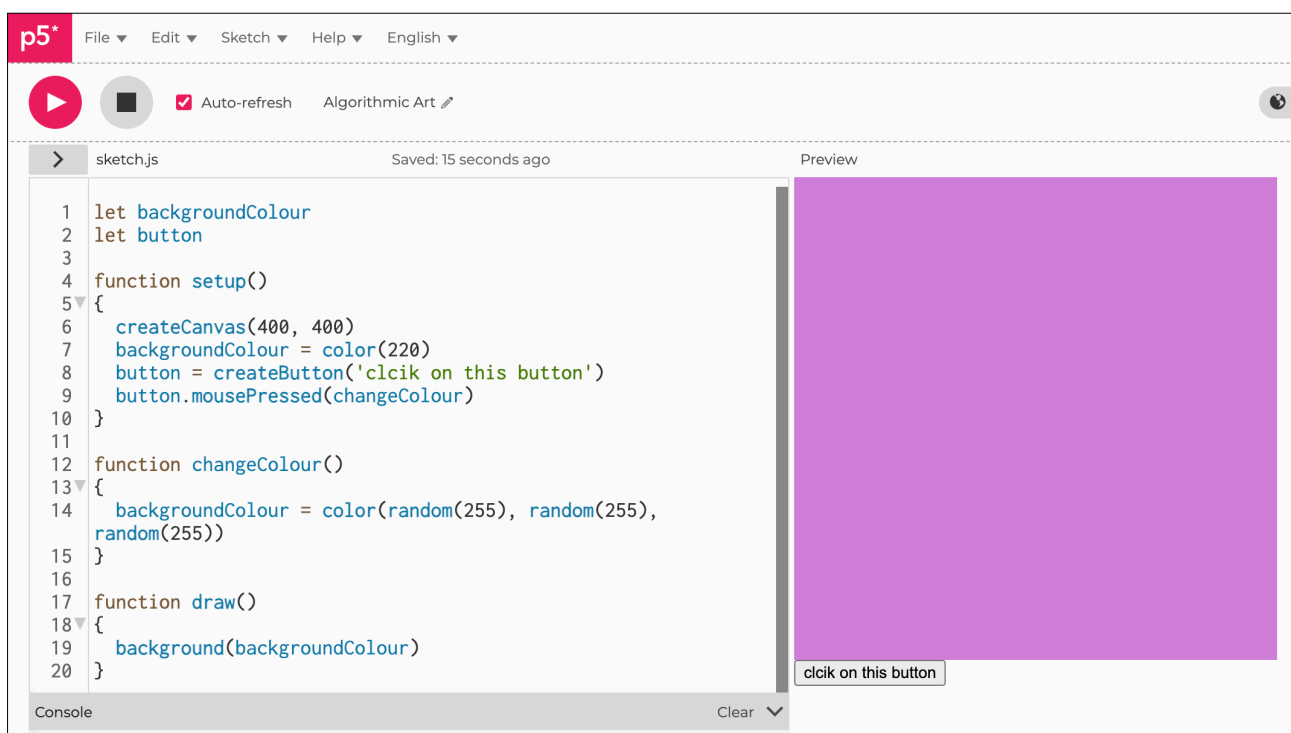 p5* File Edit Sketch Help English
Auto-refresh Algorithmic Art
sketch.js Saved: 15 seconds ago Preview
1 let backgroundColour
2 let button
3
4 function setup()
5 {
6 createCanvas(400, 400)
7 backgroundColour = color(220)
8 button = createButton('clcik on this button')
9 button.mousePressed(changeColour)
10 }
11
12 function changeColour()
13 {
14 backgroundColour = color(random(255), random(255),
random(255))
15 }
16
17 function draw()
18 {
19 background(backgroundColour)
20 }
clcik on this button
Console Clear